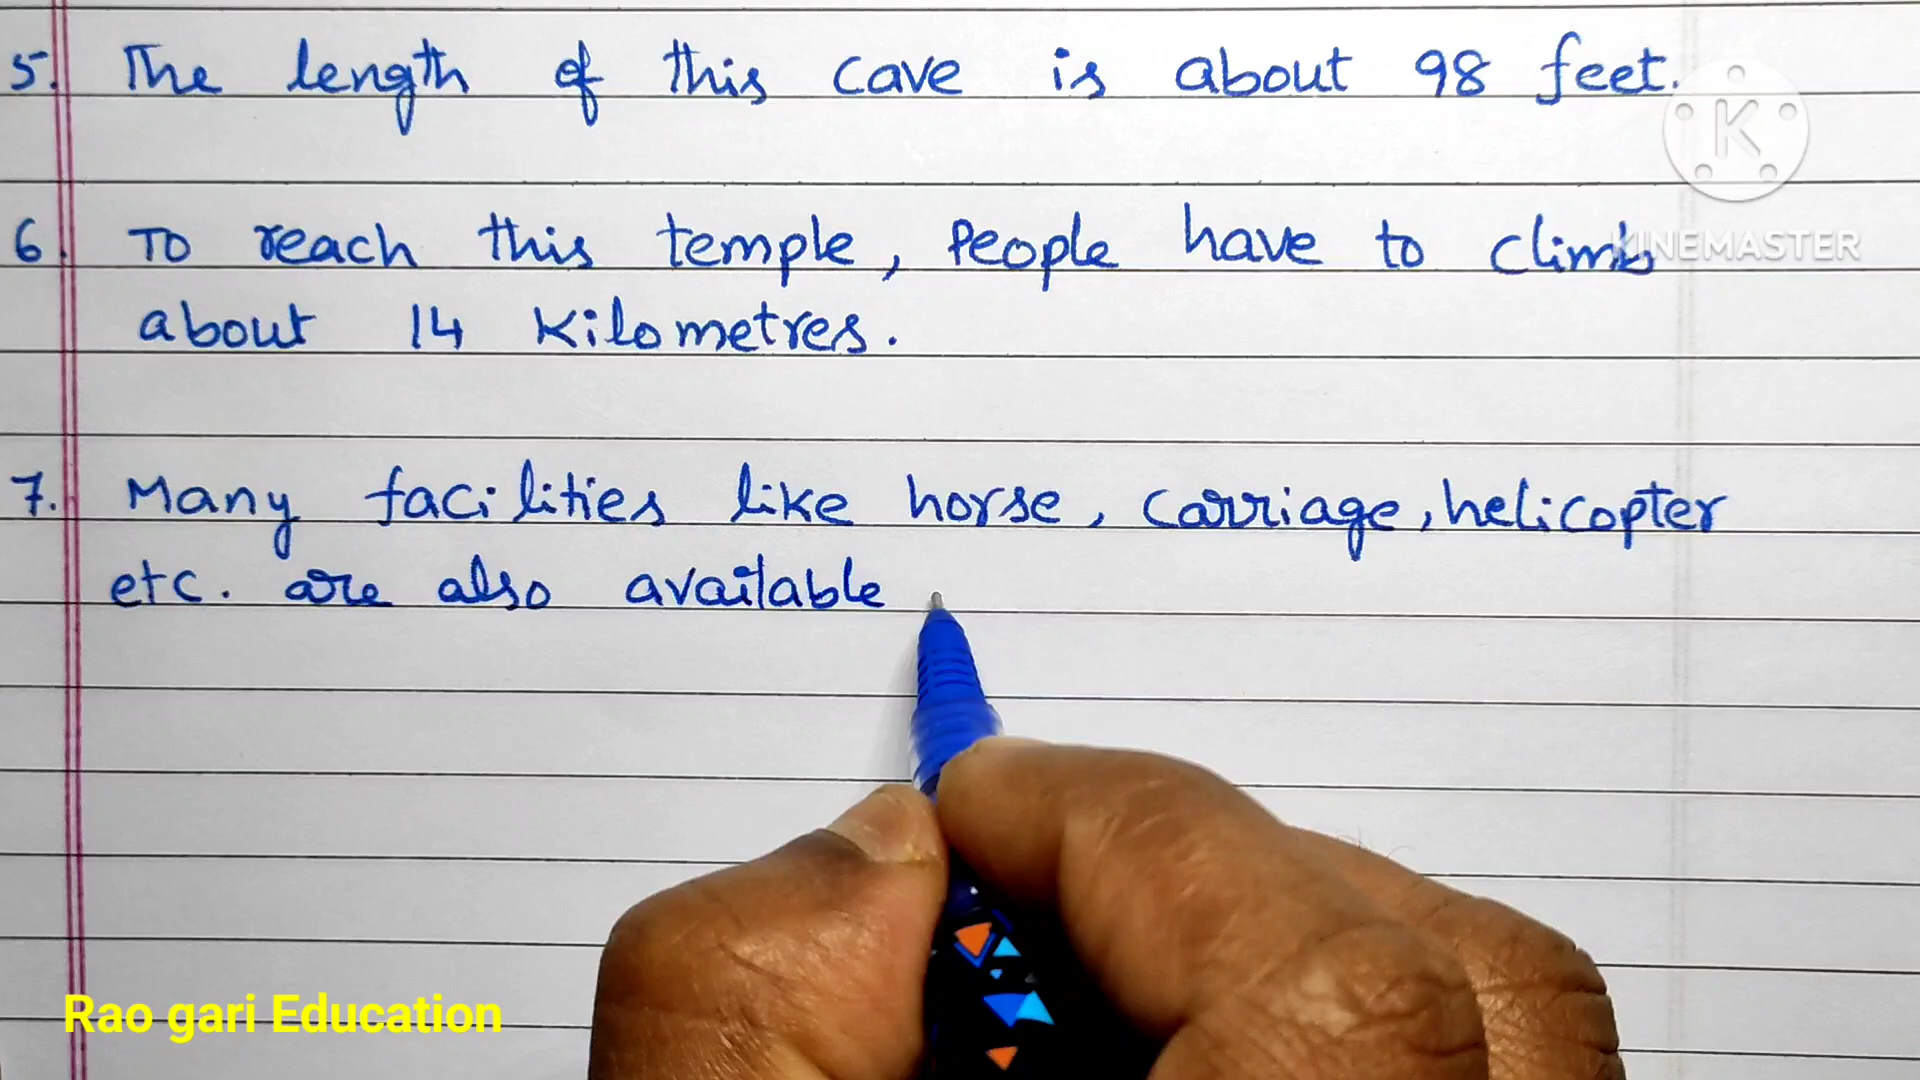 5. The length of this cave is about 98 feet.
K
KINEMASTER
6. To reach this temple, People have to climb
about 14 Kilometres.
7. Many facilities like horse, carriage, helicopter
etc. are also available
Rao gari Education